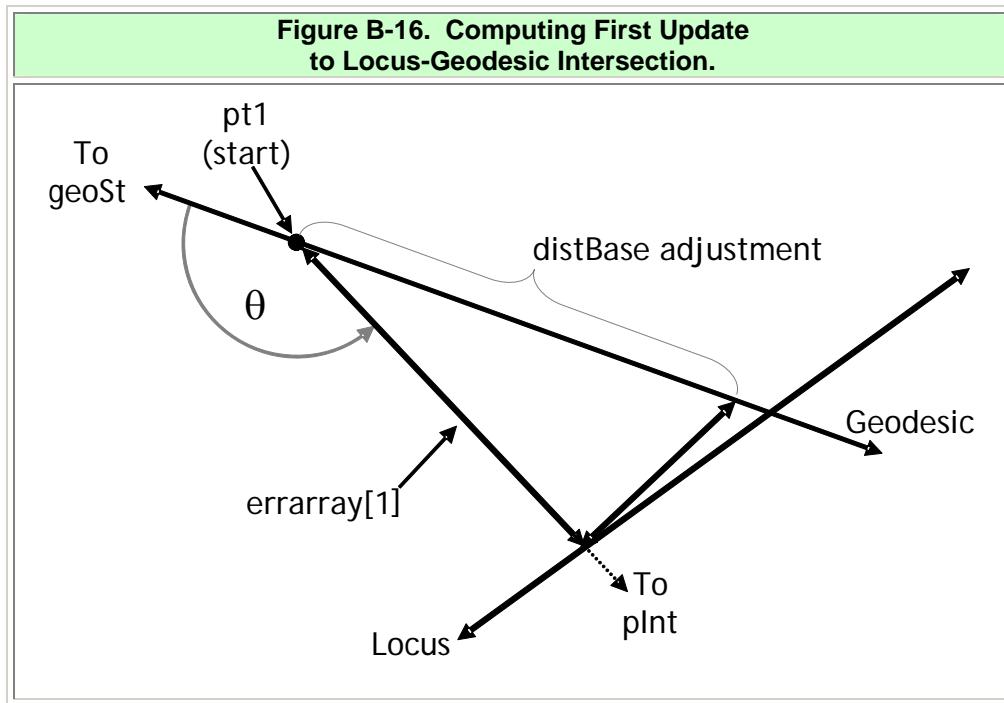 Figure B-16. Computing First Update
to Locus-Geodesic Intersection.
pt1
(start)
To
geoSt
distBase adjustment
θ
Geodesic
errarray[1]
To
pInt
Locus